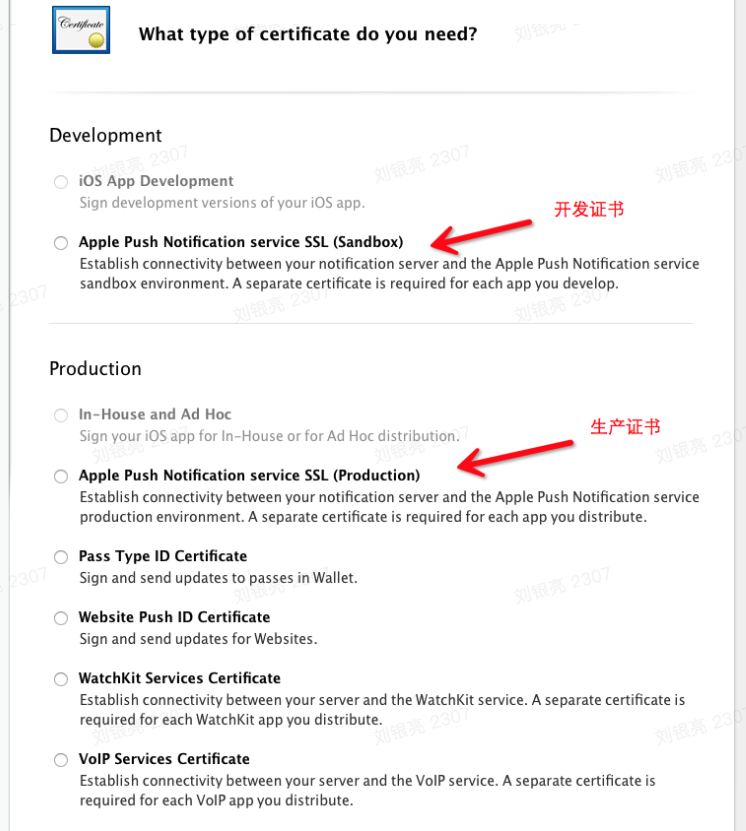 Certificate
What type of certificate do you need?
Development
iOS App Development
Sign development versions of your iOS app.
开发证书
Apple Push Notification service SSL (Sandbox)
Establish connectivity between your notification server and the Apple Push Notification service
sandbox environment. A separate certificate is required for each app you develop.
Production
In-House and Ad Hoc
Sign your iOS app for In-House or for Ad Hoc distribution.
生产证书
Apple Push Notification service SSL (Production)
Establish connectivity between your notification server and the Apple Push Notification service
production environment. A separate certificate is required for each app you distribute.
Pass Type ID Certificate
Sign and send updates to passes in Wallet.
Website Push ID Certificate
Sign and send updates for Websites.
WatchKit Services Certificate
Establish connectivity between your server and the WatchKit service. A separate certificate is
required for each WatchKit app you distribute.
VoIP Services Certificate
Establish connectivity between your server and the VoIP service. A separate certificate is
required for each VoIP app you distribute.
刘银亮 2307